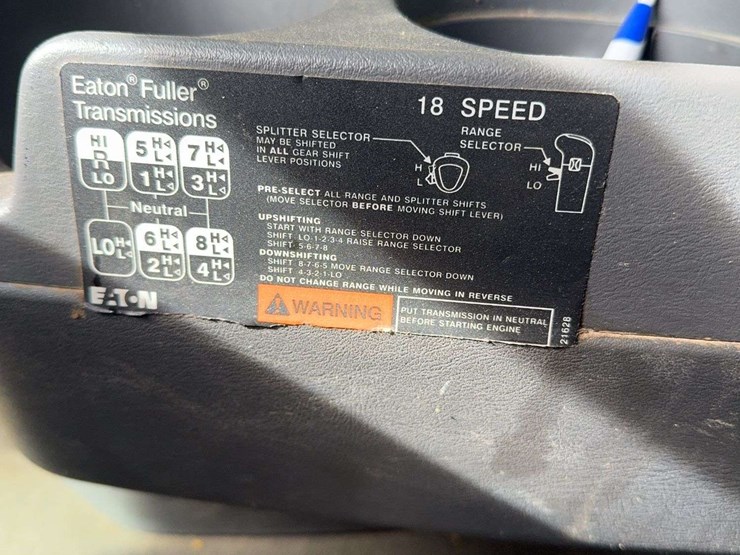 Eaton® Fuller®
Transmissions
18 SPEED
HI
R
LO
5 H
L
1 H
L
7 H
L
3 H
L
Neutral
LO H
L
6 H
L
2 H
L
8 H
L
4 H
L
EATON
SPLITTER SELECTOR
MAY BE SHIFTED
IN ALL GEAR SHIFT
LEVER POSITIONS
H
L
RANGE
SELECTOR
HI
LO
PRE-SELECT ALL RANGE AND SPLITTER SHIFTS
(MOVE SELECTOR BEFORE MOVING SHIFT LEVER)
UPSHIFTING
START WITH RANGE SELECTOR DOWN
SHIFT LO-1-2-3-4 RAISE RANGE SELECTOR
SHIFT 5-6-7-8
DOWNSHIFTING
SHIFT 8-7-6-5 MOVE RANGE SELECTOR DOWN
SHIFT 4-3-2-1-LO
DO NOT CHANGE RANGE WHILE MOVING IN REVERSE
WARNING
PUT TRANSMISSION IN NEUTRAL
BEFORE STARTING ENGINE
21628